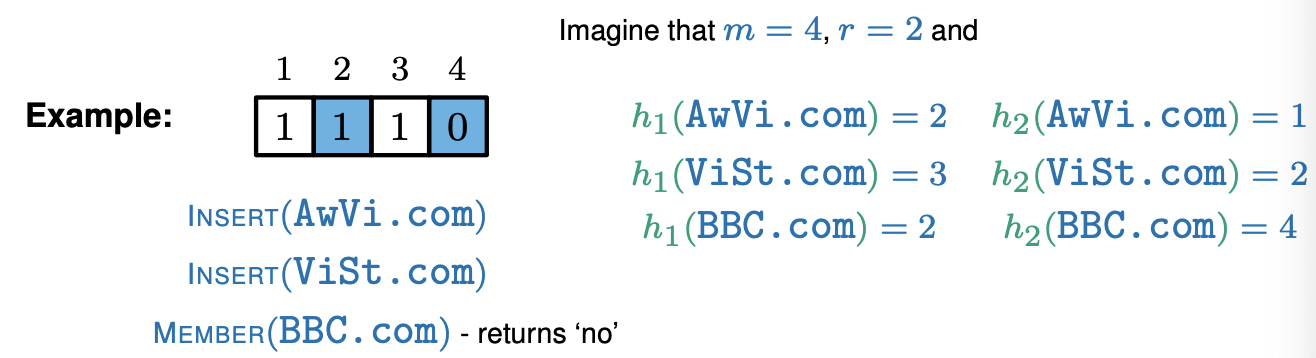 Imagine that m = 4, r = 2 and
1 2 3 4
Example: 1 1 1 0
h₁(AwVi.com) = 2 h₂(AwVi.com) = 1
h₁(ViSt.com) = 3 h₂(ViSt.com) = 2
h₁(BBC.com) = 2 h₂(BBC.com) = 4
INSERT(AwVi.com)
INSERT(ViSt.com)
MEMBER(BBC.com) - returns ‘no’